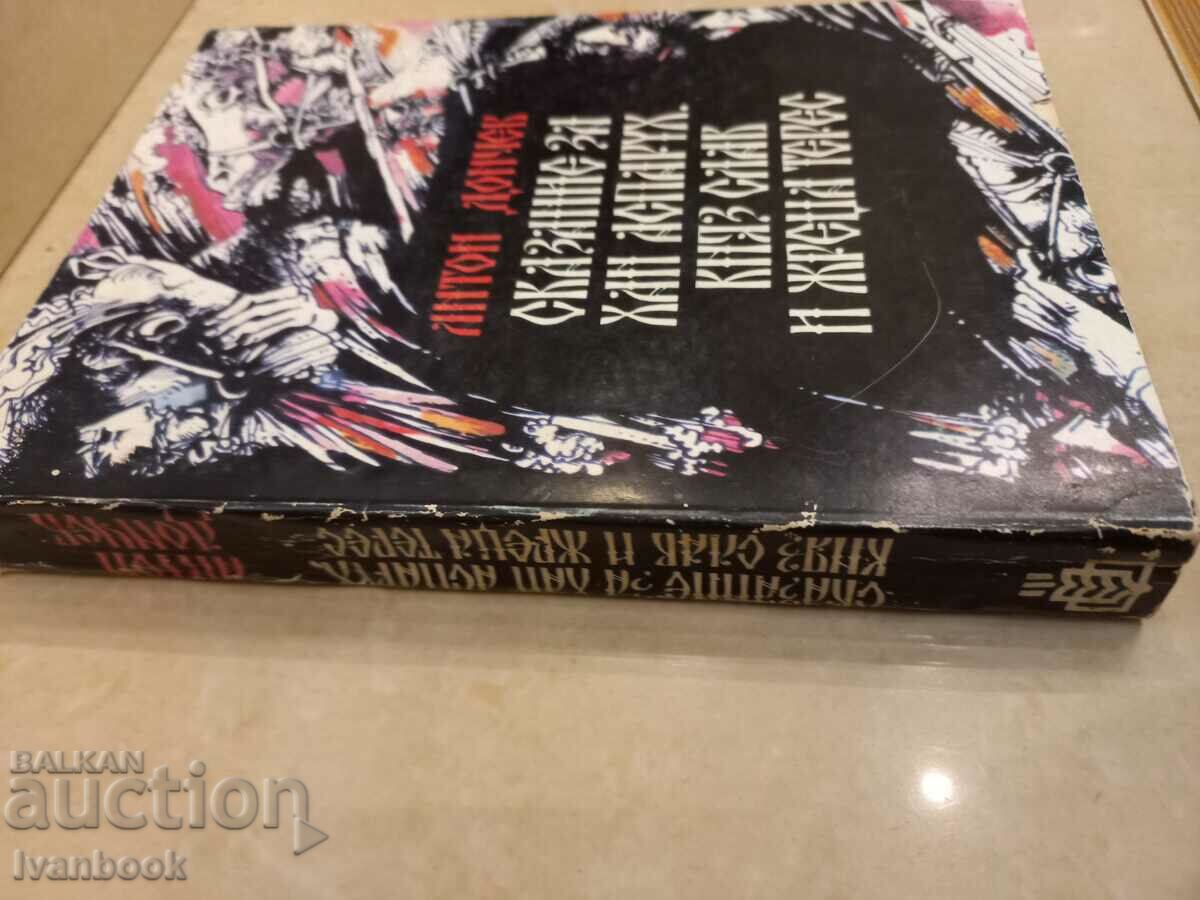 АНТОН ДОНЧЕВ
СКАЗАНИЕ ЗА
ХАН АСПАРУХ,
КНЯЗ СЛАВ
И ЖРЕЦА ТЕРЕС
АНТОН
ДОНЧЕВ
СКАЗАНИЕ ЗА ХАН АСПАРУХ,
КНЯЗ СЛАВ И ЖРЕЦА ТЕРЕС
II
BALKAN
auction
Ivanbook